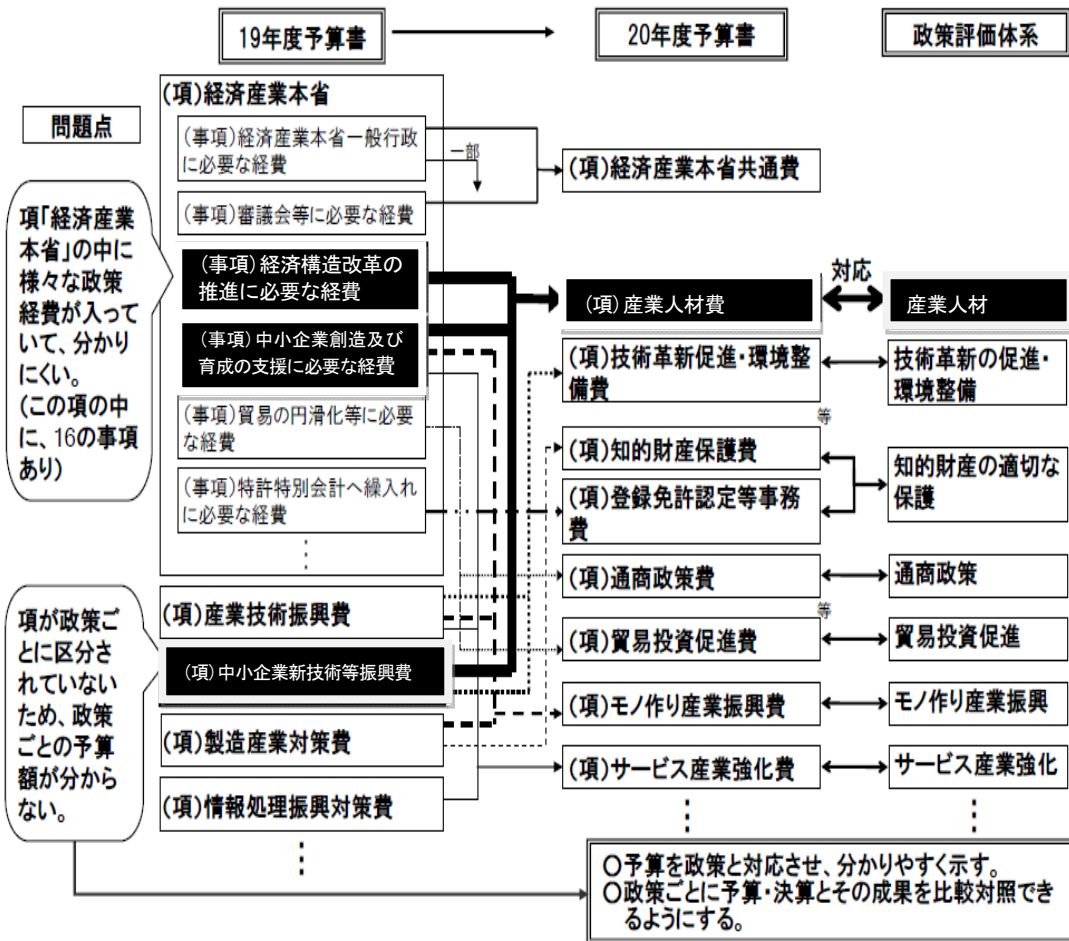 19年度予算書
20年度予算書
政策評価体系
問題点
項「経済産業
本省」の中に
様々な政策
経費が入っ
ていて、分かり
にくい。
(この項の中
に、16の事項
あり)
項が政策ご
とに区分さ
れていない
ため、政策
ごとの予算
額が分から
ない。
(項)経済産業本省
(事項)経済産業本省一般行政
に必要な経費
(事項)審議会等に必要な経費
(事項)経済構造改革の
推進に必要な経費
(事項)中小企業創造及び
育成の支援に必要な経費
(事項)貿易の円滑化等に必要
な経費
(事項)特許特別会計へ繰入れ
に必要な経費
(項)産業技術振興費
(項)中小企業新技術等振興費
(項)製造産業対策費
(項)情報処理振興対策費
一部
(項)経済産業本省共通費
(項)産業人材費
(項)技術革新促進・環境整
備費
等
(項)知的財産保護費
(項)登録免許認定等事務
費
(項)通商政策費
等
(項)貿易投資促進費
(項)モノ作り産業振興費
(項)サービス産業強化費
対応
産業人材
技術革新の促進・
環境整備
知的財産の適切な
保護
通商政策
貿易投資促進
モノ作り産業振興
サービス産業強化
○予算を政策と対応させ、分かりやすく示す。
○政策ごとに予算・決算とその成果を比較対照でき
るようにする。